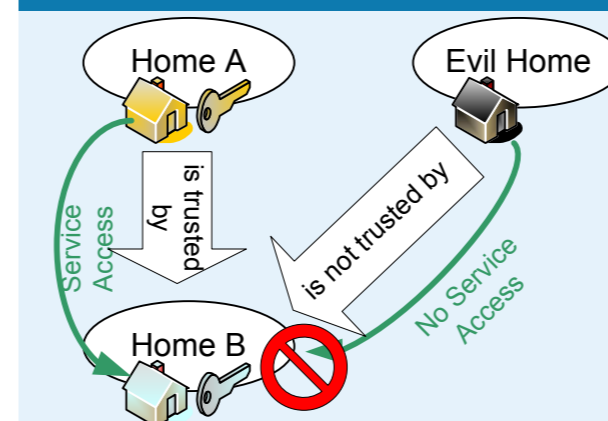 Home A
Evil Home
is trusted
by
Service
Access
is not trusted by
No Service
Access
Home B